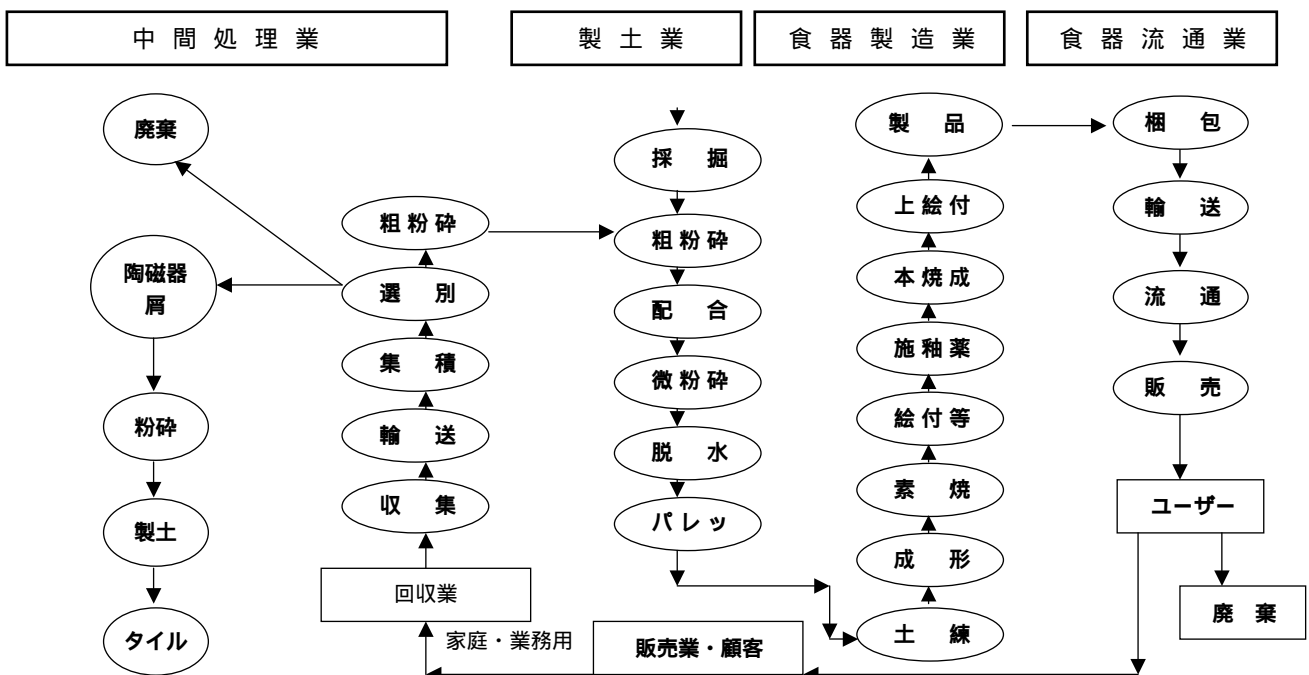 中間処理業
製土業
食器製造業
食器流通業
廃棄
陶磁器
屑
粉砕
製土
タイル
粗粉砕
選別
集積
輸送
収集
回収業
家庭・業務用
採掘
粗粉砕
配合
微粉砕
脱水
パレッ
販売業・顧客
製品
上絵付
本焼成
施釉薬
絵付等
素焼
成形
土練
梱包
輸送
流通
販売
ユーザー
廃棄